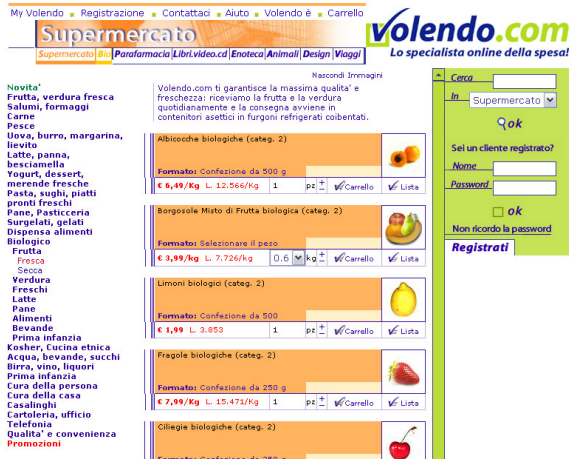 My Volendo Registrazione Contattaci Aiuto Volendo è Carrello
Volendo.com
Lo specialista online della spesa!
Supermercato
Supermercato Bio Parafarmacia Libri.video.cd Enoteca Animali Design Viaggi
Nascondi Immagini
Novita'
Frutta, verdura fresca
Salumi, formaggi
Carne
Pesce
Uova, burro, margarina,
lievito
Latte, panna,
besciamella
Yogurt, dessert,
merende fresche
Pasta, sughi, piatti
pronti freschi
Pane, Pasticceria
Surgelati, gelati
Dispensa alimenti
Biologico
Frutta
Fresca
Secca
Verdura
Freschi
Latte
Pane
Alimenti
Bevande
Prima infanzia
Kosher, Cucina etnica
Acqua, bevande, succhi
Birra, vino, liquori
Prima infanzia
Cura della persona
Cura della casa
Casalinghi
Cartoleria, ufficio
Telefonia
Qualita' e convenienza
Promozioni
Volendo.com ti garantisce la massima qualita' e
freschezza: riceviamo la frutta e la verdura
quotidianamente e la consegna avviene in
contenitori asettici in furgoni refrigerati coibentati.
Albicocche biologiche (categ. 2)
Formato: Confezione da 500 g
€ 6,49/Kg L. 12.566/Kg 1 pz + Carrello Lista
Borgosole Misto di Frutta biologica (categ. 2)
Formato: Selezionare il peso
€ 3,99/kg L. 7.726/kg 0.6 kg + Carrello Lista
Limoni biologici (categ. 2)
Formato: Confezione da 500
€ 1,99 L. 3.853 1 pz + Carrello Lista
Fragole biologiche (categ. 2)
Formato: Confezione da 250 g
€ 7,99/Kg L. 15.471/Kg 1 pz + Carrello Lista
Ciliegie biologiche (categ. 2)
Formato: Confezione da 250 g
Cerca
In Supermercato
ok
Sei un cliente registrato?
Nome
Password
ok
Non ricordo la password
Registrati